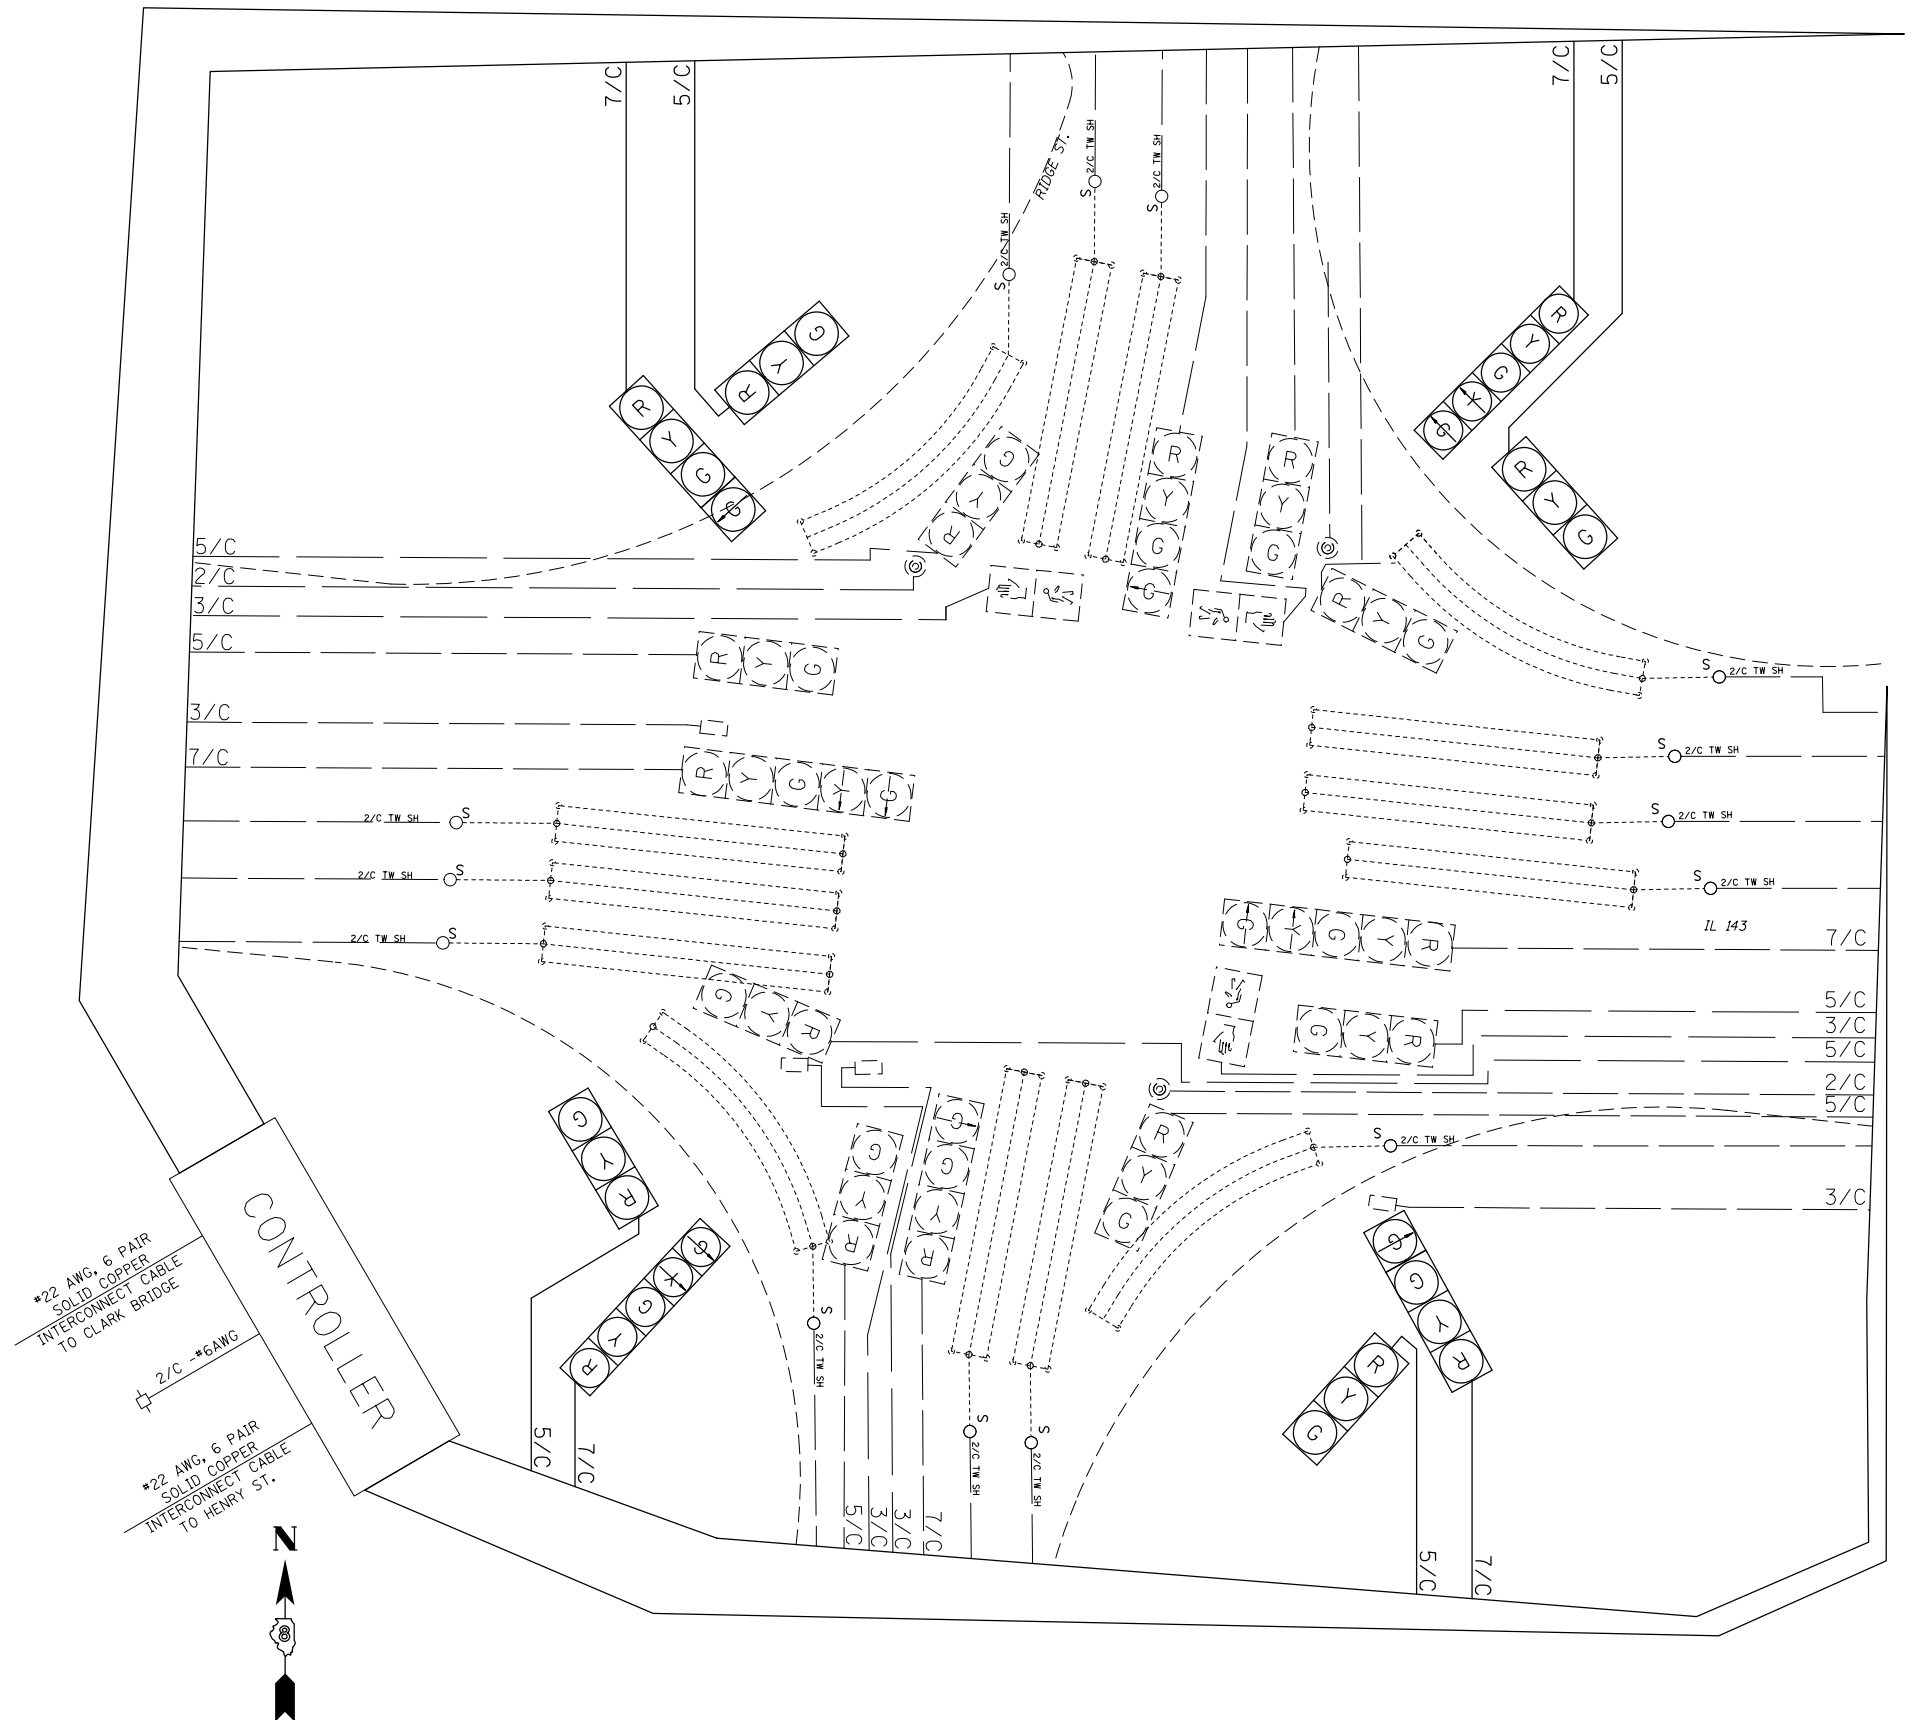 7/C
5/C
7/C
5/C
RIDGE ST.
2/C TW SH
S
2/C TW SH
S
2/C TW SH
S
R Y G
R Y G G
R Y G Y G
R Y G
R Y G
R Y G G
R Y G
R Y G
5/C
2/C
3/C
5/C
R Y G
3/C
7/C
R Y G Y G
2/C TW SH
S
2/C TW SH
S
2/C TW SH
S
S
2/C TW SH
S
2/C TW SH
S
2/C TW SH
S
2/C TW SH
IL 143
G Y G Y R
7/C
G Y R
5/C
3/C
5/C
2/C
5/C
G Y R
S
2/C TW SH
3/C
G Y R
G Y G Y R
G Y R
G G Y R
R Y G
G G Y R
R Y G
CONTROLLER
#22 AWG, 6 PAIR
SOLID COPPER
INTERCONNECT CABLE
TO CLARK BRIDGE
2/C -#6AWG
#22 AWG, 6 PAIR
SOLID COPPER
INTERCONNECT CABLE
TO HENRY ST.
S
2/C TW SH
S
2/C TW SH
S
2/C TW SH
5/C
7/C
5/C
3/C
3/C
7/C
5/C
7/C
N
8